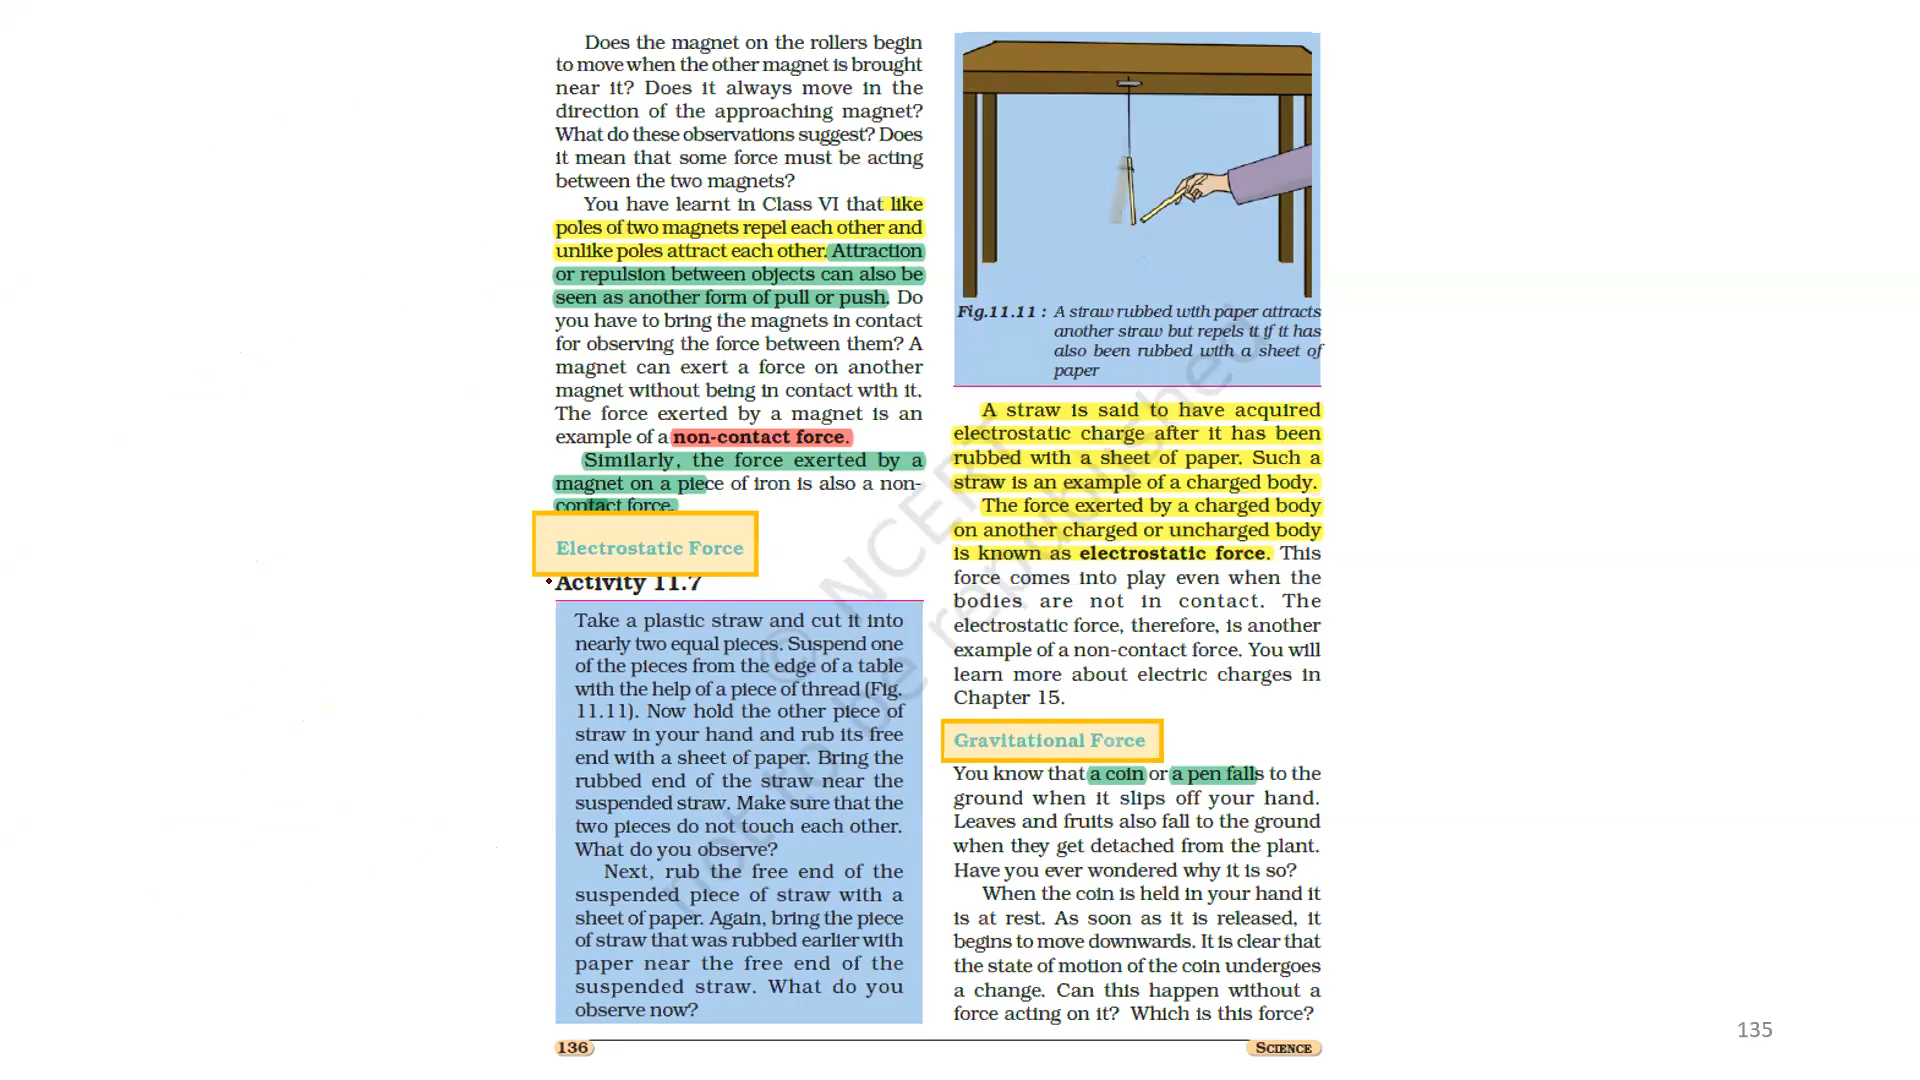 Does the magnet on the rollers begin
to move when the other magnet is brought
near it? Does it always move in the
direction of the approaching magnet?
What do these observations suggest? Does
it mean that some force must be acting
between the two magnets?
You have learnt in Class VI that like
poles of two magnets repel each other and
unlike poles attract each other. Attraction
or repulsion between objects can also be
seen as another form of pull or push. Do
you have to bring the magnets in contact
for observing the force between them? A
magnet can exert a force on another
magnet without being in contact with it.
The force exerted by a magnet is an
example of a non-contact force.
Similarly, the force exerted by a
magnet on a piece of iron is also a non-
contact force.
Electrostatic Force
Activity 11.7
Take a plastic straw and cut it into
nearly two equal pieces. Suspend one
of the pieces from the edge of a table
with the help of a piece of thread (Fig.
11.11). Now hold the other piece of
straw in your hand and rub its free
end with a sheet of paper. Bring the
rubbed end of the straw near the
suspended straw. Make sure that the
two pieces do not touch each other.
What do you observe?
Next, rub the free end of the
suspended piece of straw with a
sheet of paper. Again, bring the piece
of straw that was rubbed earlier with
paper near the free end of the
suspended straw. What do you
observe now?
Fig.11.11 : A straw rubbed with paper attracts
another straw but repels it if it has
also been rubbed with a sheet of
paper
A straw is said to have acquired
electrostatic charge after it has been
rubbed with a sheet of paper. Such a
straw is an example of a charged body.
The force exerted by a charged body
on another charged or uncharged body
is known as electrostatic force. This
force comes into play even when the
bodies are not in contact. The
electrostatic force, therefore, is another
example of a non-contact force. You will
learn more about electric charges in
Chapter 15.
Gravitational Force
You know that a coin or a pen falls to the
ground when it slips off your hand.
Leaves and fruits also fall to the ground
when they get detached from the plant.
Have you ever wondered why it is so?
When the coin is held in your hand it
is at rest. As soon as it is released, it
begins to move downwards. It is clear that
the state of motion of the coin undergoes
a change. Can this happen without a
force acting on it? Which is this force?
© NCERT
not to be republished
136
SCIENCE
135